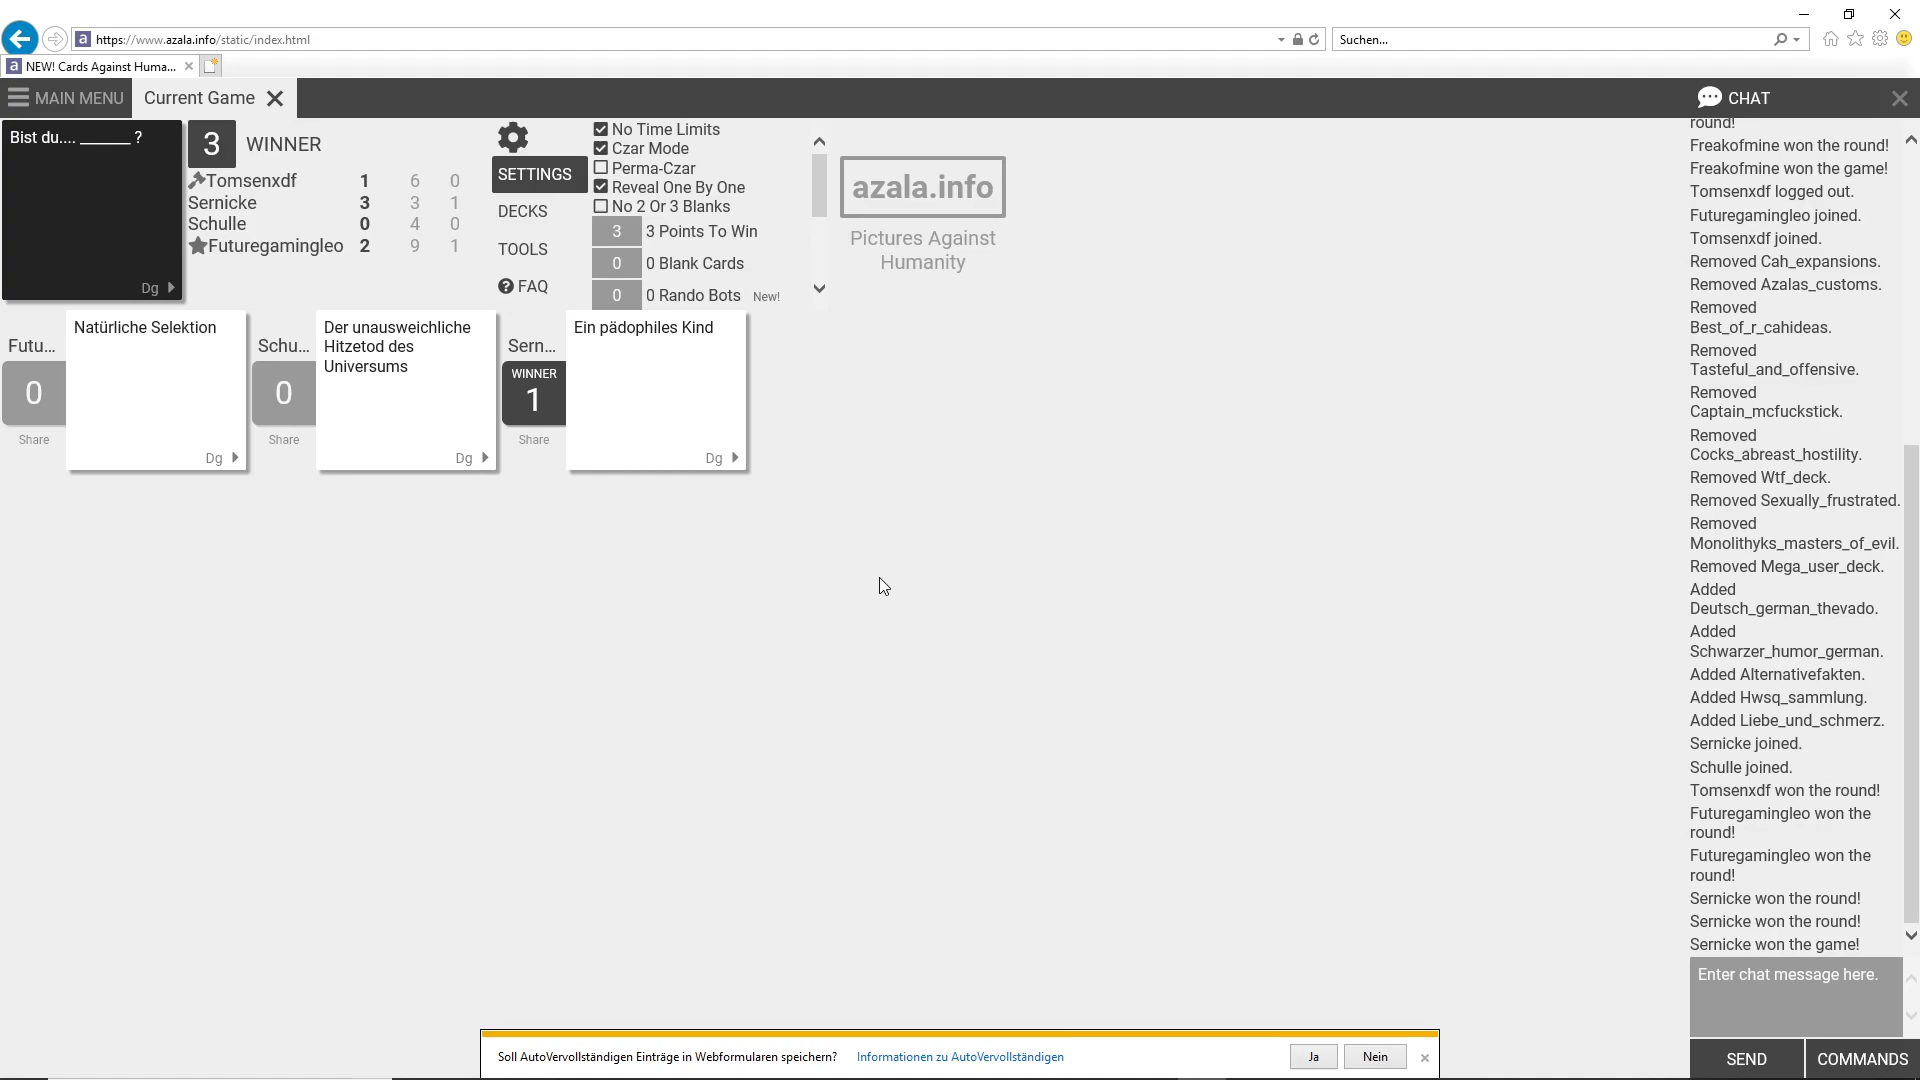 https://www.azala.info/static/index.html
Suchen...
NEW! Cards Against Huma...
MAIN MENU
Current Game
CHAT
Bist du.... ______ ?
Dg
3 WINNER
Tomsenxdf 1 6 0
Sernicke 3 3 1
Schulle 0 4 0
Futuregamingleo 2 9 1
SETTINGS
DECKS
TOOLS
FAQ
No Time Limits
Czar Mode
Perma-Czar
Reveal One By One
No 2 Or 3 Blanks
3 3 Points To Win
0 0 Blank Cards
0 0 Rando Bots New!
azala.info
Pictures Against
Humanity
Futu...
0
Share
Natürliche Selektion
Dg
Schu...
0
Share
Der unausweichliche
Hitzetod des
Universums
Dg
Sern...
WINNER
1
Share
Ein pädophiles Kind
Dg
round!
Freakofmine won the round!
Freakofmine won the game!
Tomsenxdf logged out.
Futuregamingleo joined.
Tomsenxdf joined.
Removed Cah_expansions.
Removed Azalas_customs.
Removed
Best_of_r_cahideas.
Removed
Tasteful_and_offensive.
Removed
Captain_mcfuckstick.
Removed
Cocks_abreast_hostility.
Removed Wtf_deck.
Removed Sexually_frustrated.
Removed
Monolithyks_masters_of_evil.
Removed Mega_user_deck.
Added
Deutsch_german_thevado.
Added
Schwarzer_humor_german.
Added Alternativefakten.
Added Hwsq_sammlung.
Added Liebe_und_schmerz.
Sernicke joined.
Schulle joined.
Tomsenxdf won the round!
Futuregamingleo won the
round!
Futuregamingleo won the
round!
Sernicke won the round!
Sernicke won the round!
Sernicke won the game!
Enter chat message here.
SEND
COMMANDS
Soll AutoVervollständigen Einträge in Webformularen speichern?
Informationen zu AutoVervollständigen
Ja
Nein